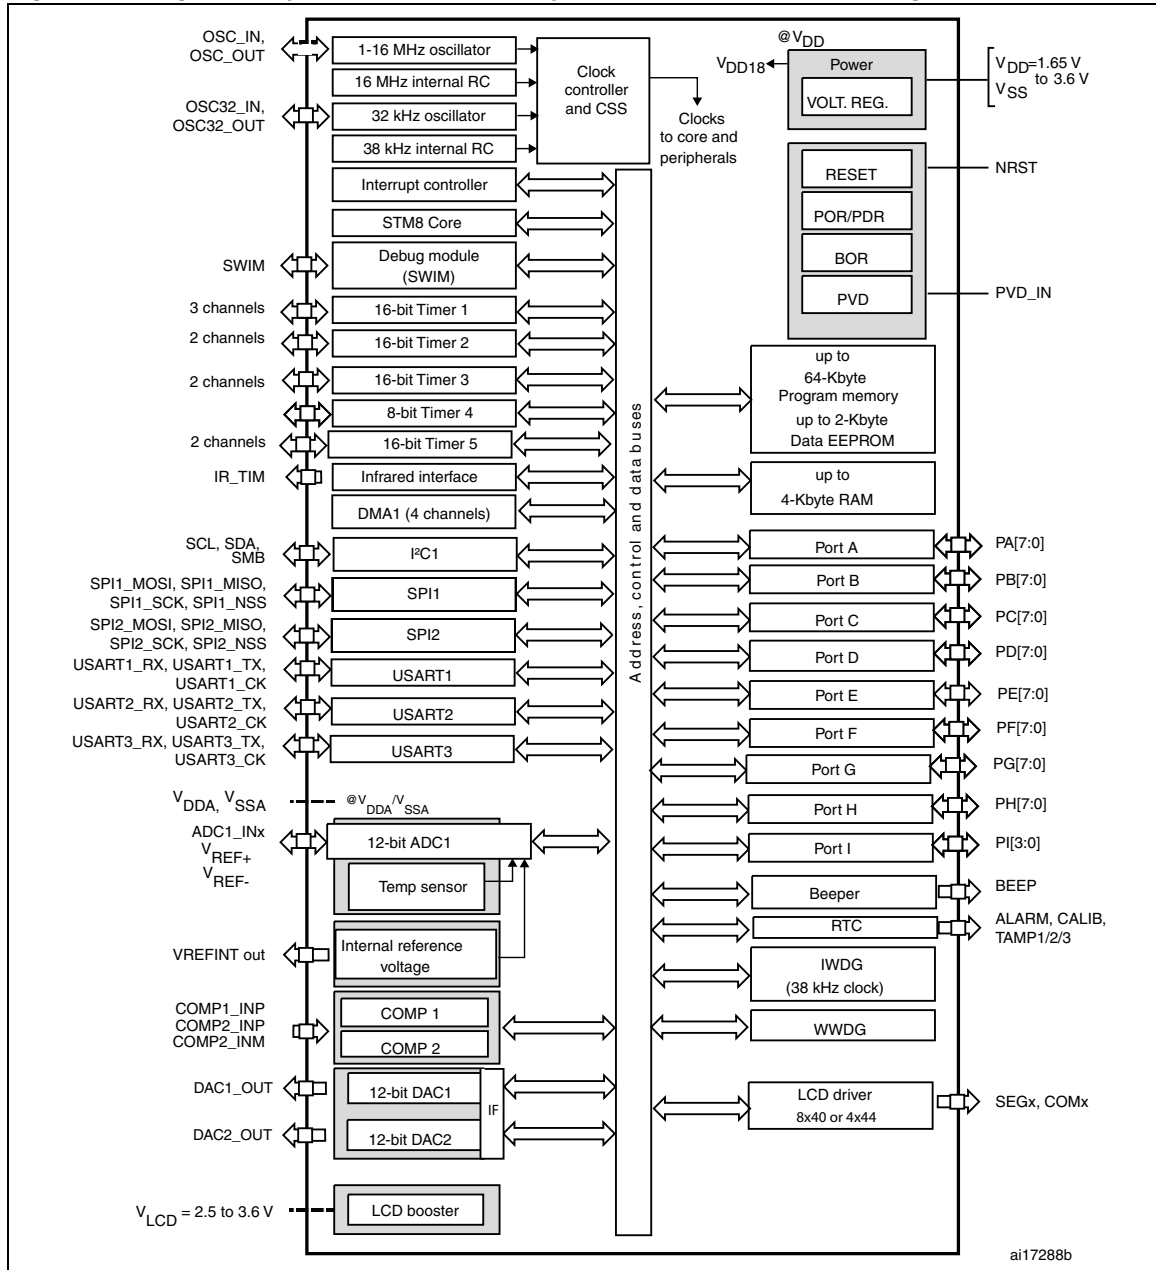 OSC_IN,
OSC_OUT
1-16 MHz oscillator
16 MHz internal RC
OSC32_IN,
OSC32_OUT
32 kHz oscillator
38 kHz internal RC
Clock
controller
and CSS
Clocks
to core and
peripherals
@VDD
VDD18
Power
VOLT. REG.
VDD=1.65 V
to 3.6 V
VSS
RESET
NRST
POR/PDR
BOR
PVD
PVD_IN
Interrupt controller
STM8 Core
SWIM
Debug module
(SWIM)
3 channels
16-bit Timer 1
2 channels
16-bit Timer 2
2 channels
16-bit Timer 3
8-bit Timer 4
2 channels
16-bit Timer 5
IR_TIM
Infrared interface
DMA1 (4 channels)
SCL, SDA,
SMB
I²C1
SPI1_MOSI, SPI1_MISO,
SPI1_SCK, SPI1_NSS
SPI1
SPI2_MOSI, SPI2_MISO,
SPI2_SCK, SPI2_NSS
SPI2
USART1_RX, USART1_TX,
USART1_CK
USART1
USART2_RX, USART2_TX,
USART2_CK
USART2
USART3_RX, USART3_TX,
USART3_CK
USART3
VDDA, VSSA
@VDDA/VSSA
ADC1_INx
VREF+
VREF-
12-bit ADC1
Temp sensor
VREFINT out
Internal reference
voltage
COMP1_INP
COMP2_INP
COMP2_INM
COMP 1
COMP 2
DAC1_OUT
12-bit DAC1
IF
DAC2_OUT
12-bit DAC2
VLCD = 2.5 to 3.6 V
LCD booster
Address, control and data buses
up to
64-Kbyte
Program memory
up to 2-Kbyte
Data EEPROM
up to
4-Kbyte RAM
Port A
PA[7:0]
Port B
PB[7:0]
Port C
PC[7:0]
Port D
PD[7:0]
Port E
PE[7:0]
Port F
PF[7:0]
Port G
PG[7:0]
Port H
PH[7:0]
Port I
PI[3:0]
Beeper
BEEP
RTC
ALARM, CALIB,
TAMP1/2/3
IWDG
(38 kHz clock)
WWDG
LCD driver
8x40 or 4x44
SEGx, COMx
ai17288b